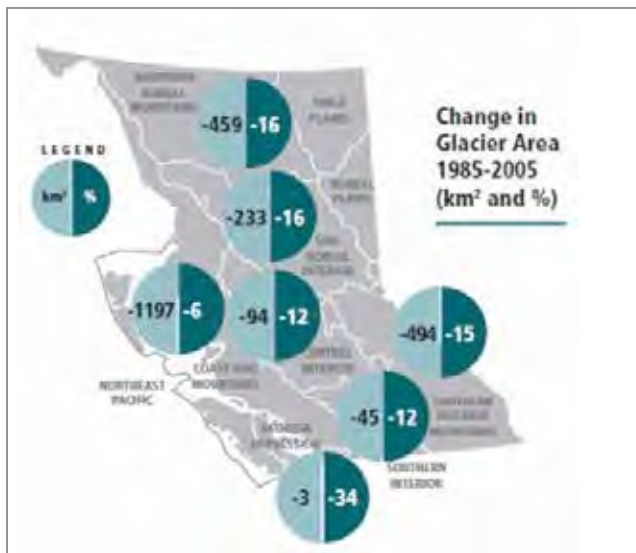 NORTHERN
BOREAL
MOUNTAINS
TAIGA
PLAINS
-459 -16
Change in
Glacier Area
1985-2005
(km² and %)
LEGEND
km² %
BOREAL
PLAINS
-233 -16
SUB-
BOREAL
INTERIOR
-1197 -6
-94 -12
-494 -15
CENTRAL
INTERIOR
COAST AND
MOUNTAINS
NORTHEAST
PACIFIC
SOUTHERN
INTERIOR
MOUNTAINS
-45 -12
GEORGIA
DEPRESSION
SOUTHERN
INTERIOR
-3 -34